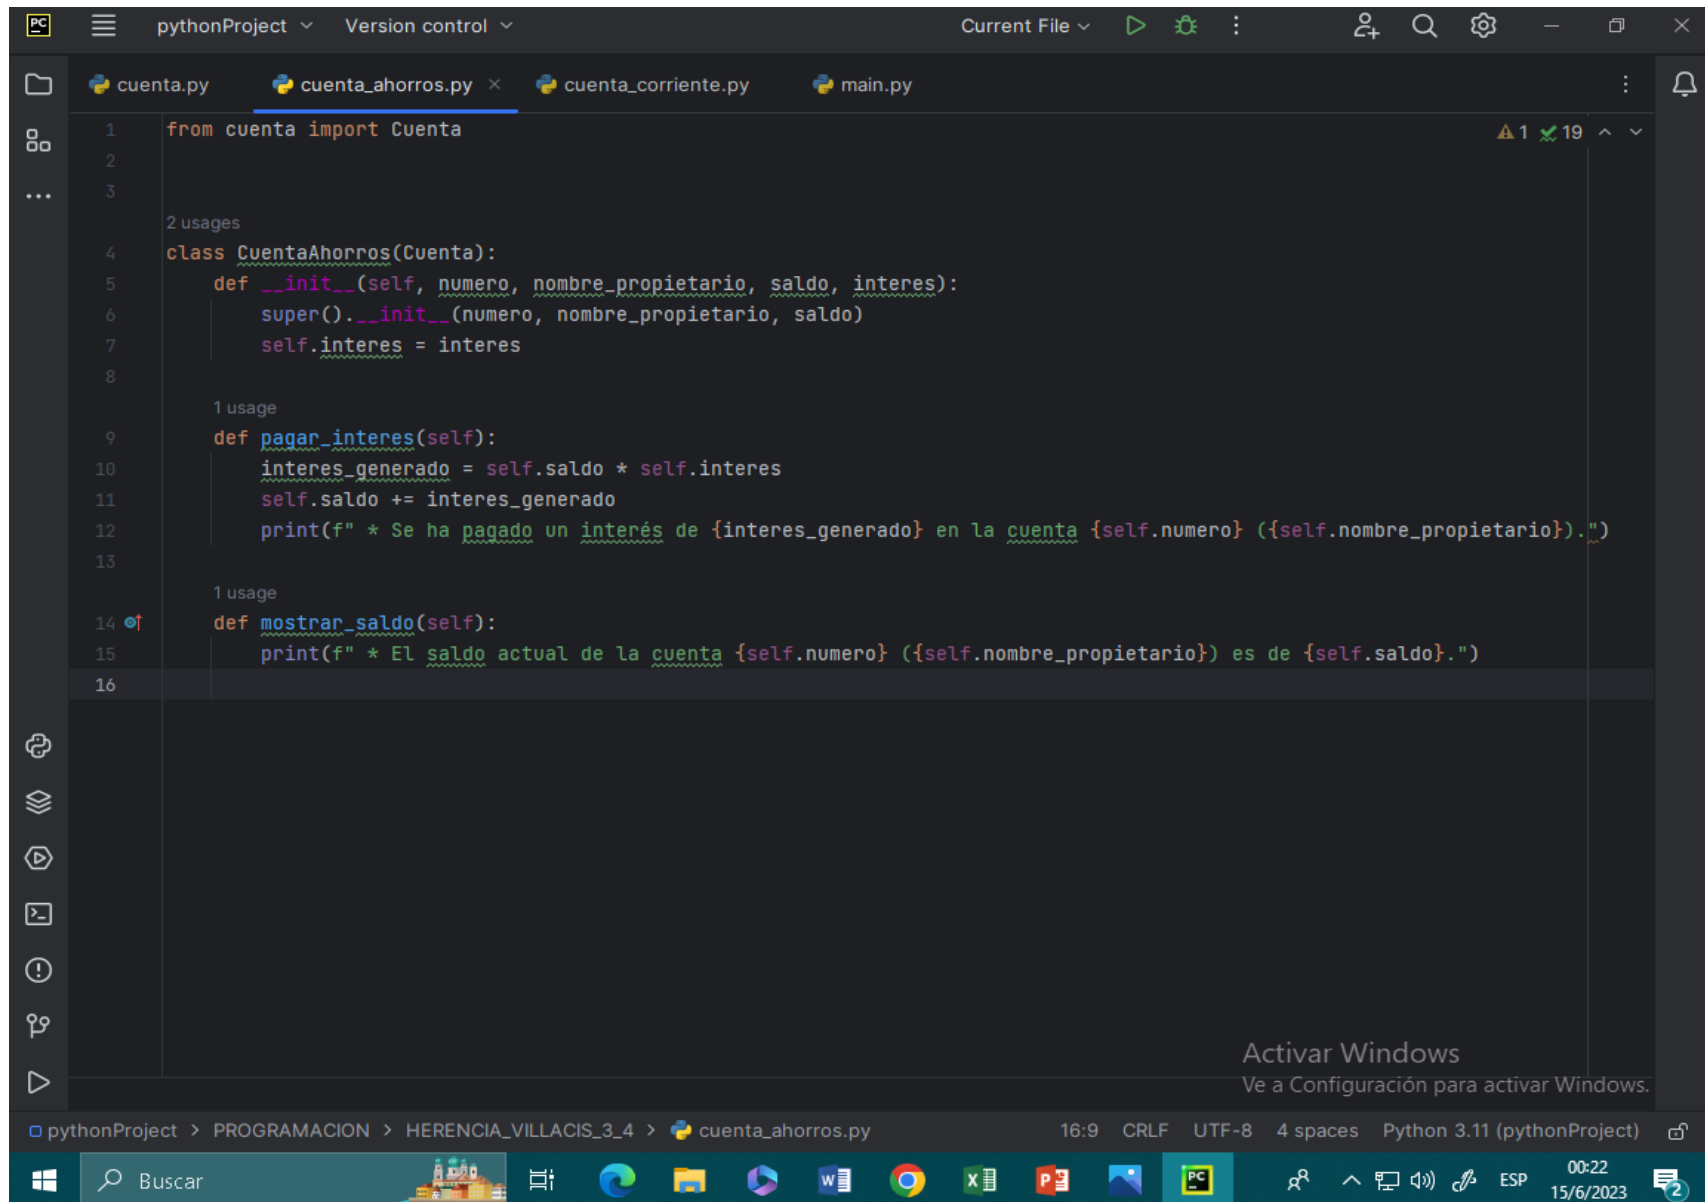 PC pythonProject Version control Current File
cuenta.py cuenta_ahorros.py cuenta_corriente.py main.py
1 from cuenta import Cuenta 1 19
2
3
2 usages
4 class CuentaAhorros(Cuenta):
5 def __init__(self, numero, nombre_propietario, saldo, interes):
6 super().__init__(numero, nombre_propietario, saldo)
7 self.interes = interes
8
1 usage
9 def pagar_interes(self):
10 interes_generado = self.saldo * self.interes
11 self.saldo += interes_generado
12 print(f" * Se ha pagado un interés de {interes_generado} en la cuenta {self.numero} ({self.nombre_propietario}).")
13
1 usage
14 def mostrar_saldo(self):
15 print(f" * El saldo actual de la cuenta {self.numero} ({self.nombre_propietario}) es de {self.saldo}.")
16
Activar Windows
Ve a Configuración para activar Windows.
pythonProject > PROGRAMACION > HERENCIA_VILLACIS_3_4 > cuenta_ahorros.py 16:9 CRLF UTF-8 4 spaces Python 3.11 (pythonProject)
Buscar ESP 00:22
15/6/2023 2